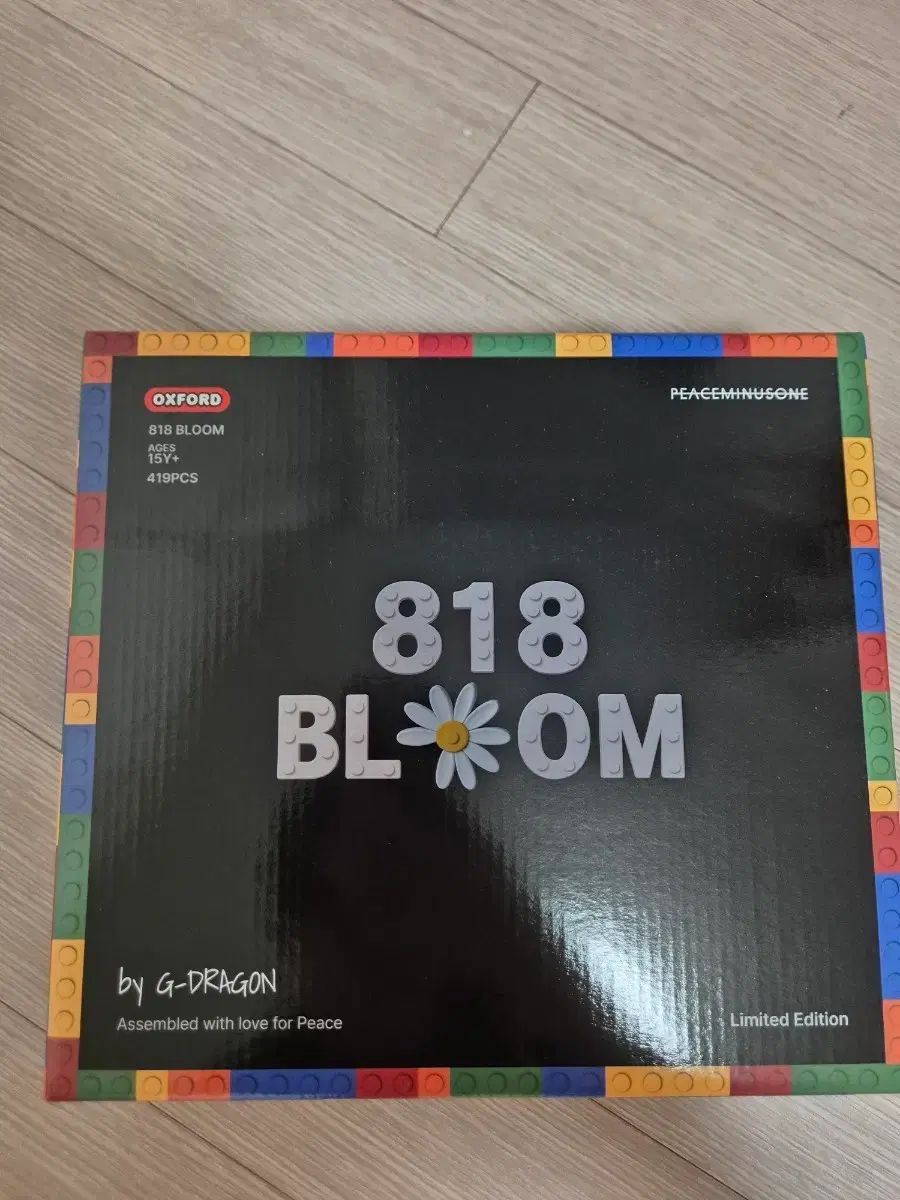 OXFORD
PEACEMINUSONE
818 BLOOM
AGES
15Y+
419PCS
818
BLOOM
by G-DRAGON
Assembled with love for Peace
Limited Edition